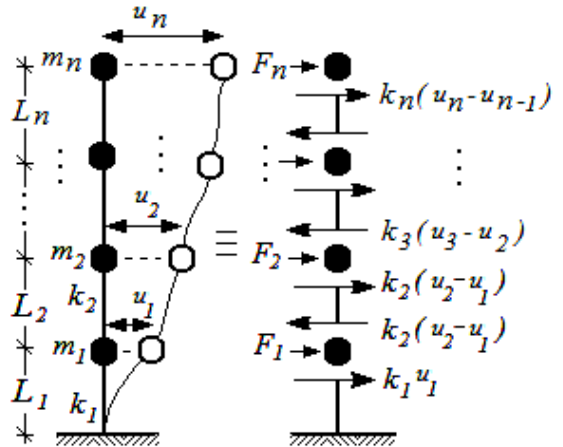 u_n
m_n F_n
k_n(u_n-u_{n-1})
L_n
u_2
k_3(u_3-u_2)
m_2 F_2
k_2 k_2(u_2-u_1)
L_2 u_1 k_2(u_2-u_1)
m_1 F_1
L_1 k_1 k_1u_1